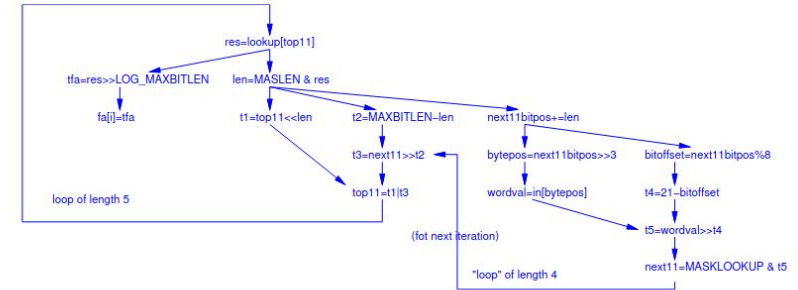 res=lookup[top11]
tfa=res>>LOG_MAXBITLEN len=MASLEN & res
fa[i]=tfa t1=top11<<len t2=MAXBITLEN−len next11bitpos+=len
t3=next11>>t2 bytepos=next11bitpos>>3 bitoffset=next11bitpos%8
loop of length 5 top11=t1|t3 wordval=in[bytepos] t4=21−bitoffset
(fot next iteration) t5=wordval>>t4
"loop" of length 4 next11=MASKLOOKUP & t5